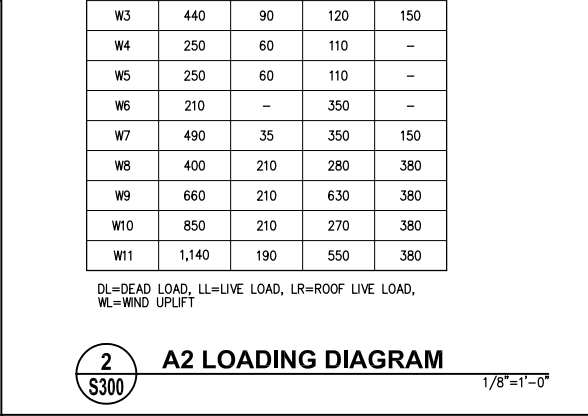 W3 440 90 120 150
W4 250 60 110 –
W5 250 60 110 –
W6 210 – 350 –
W7 490 35 350 150
W8 400 210 280 380
W9 660 210 630 380
W10 850 210 270 380
W11 1,140 190 550 380
DL=DEAD LOAD, LL=LIVE LOAD, LR=ROOF LIVE LOAD,
WL=WIND UPLIFT
2 A2 LOADING DIAGRAM
S300 1/8"=1'-0"